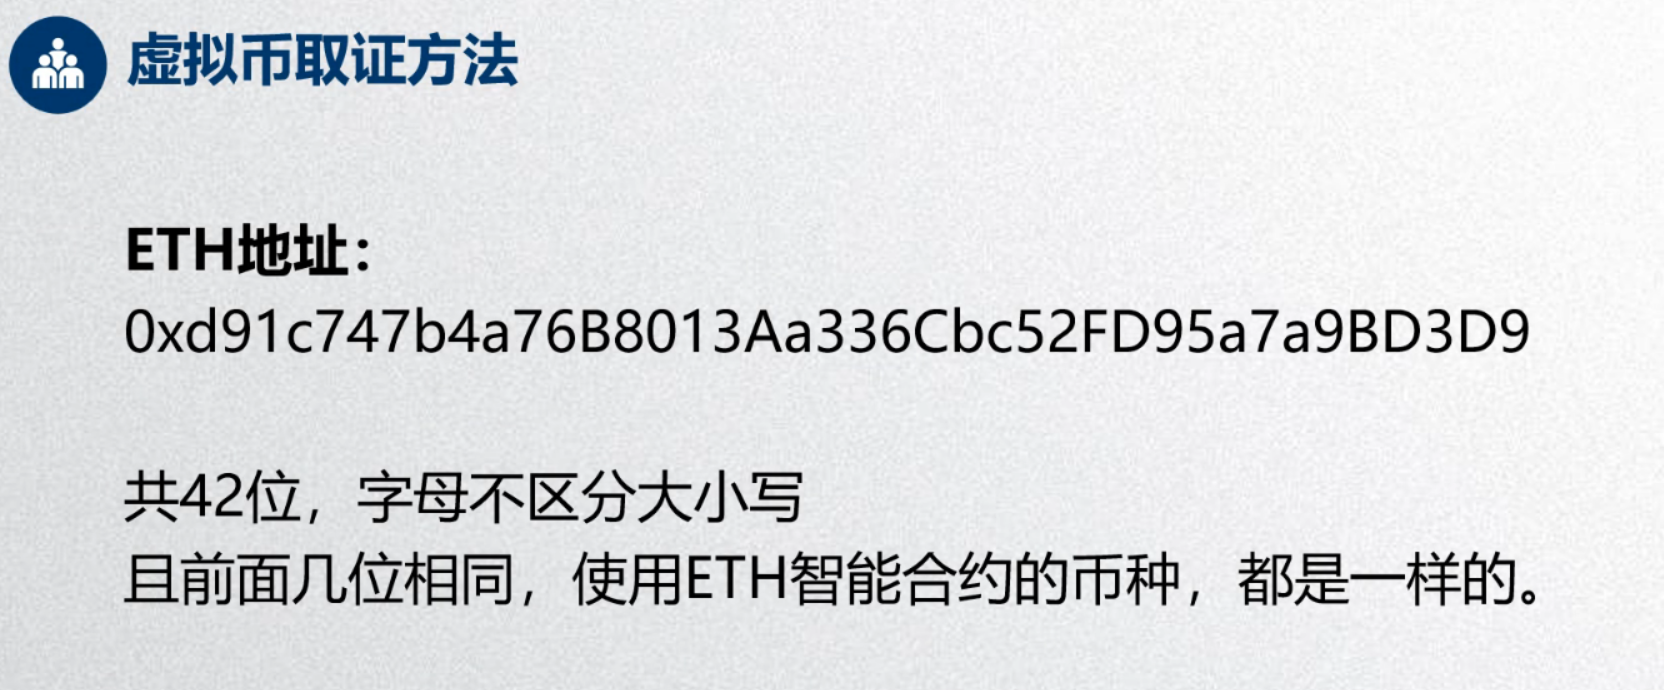 虚拟币取证方法
ETH地址：
0xd91c747b4a76B8013Aa336Cbc52FD95a7a9BD3D9
共42位，字母不区分大小写
且前面几位相同，使用ETH智能合约的币种，都是一样的。